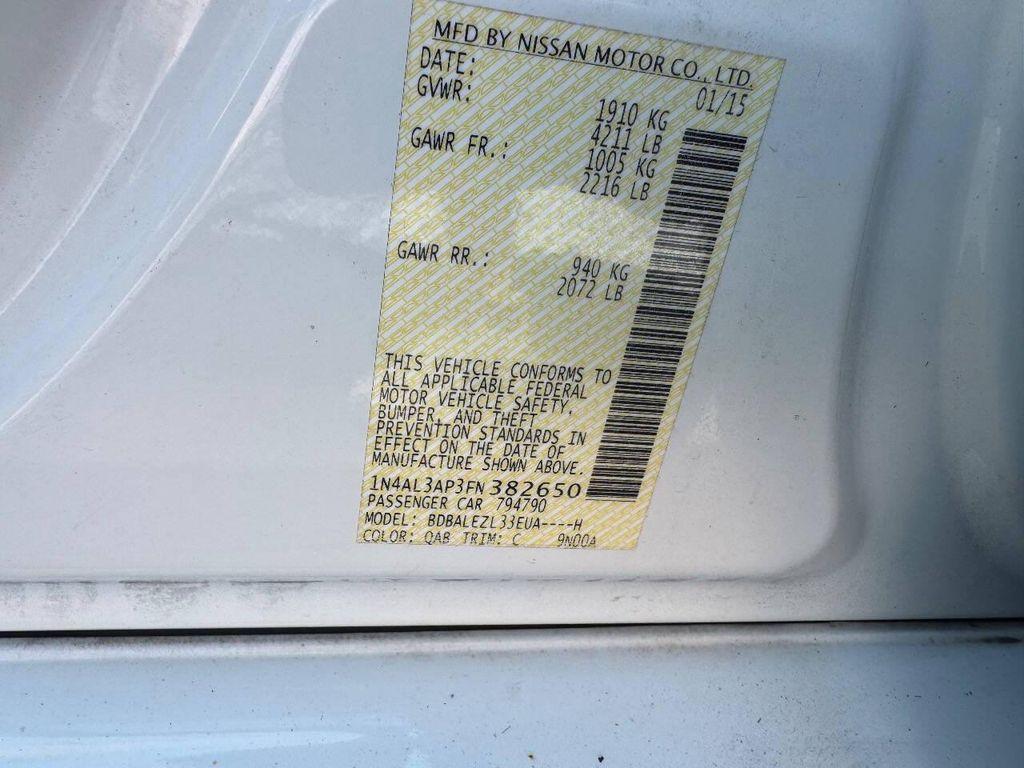 MFD BY NISSAN MOTOR CO., LTD.
DATE: 01/15
GVWR: 1910 KG
4211 LB
GAWR FR.: 1005 KG
2216 LB
GAWR RR.: 940 KG
2072 LB
THIS VEHICLE CONFORMS TO
ALL APPLICABLE FEDERAL
MOTOR VEHICLE SAFETY,
BUMPER, AND THEFT
PREVENTION STANDARDS IN
EFFECT ON THE DATE OF
MANUFACTURE SHOWN ABOVE.
1N4AL3AP3FN382650
PASSENGER CAR 794790
MODEL: BDBALEZL33EUA----H
COLOR: QAB TRIM: C 9N00A